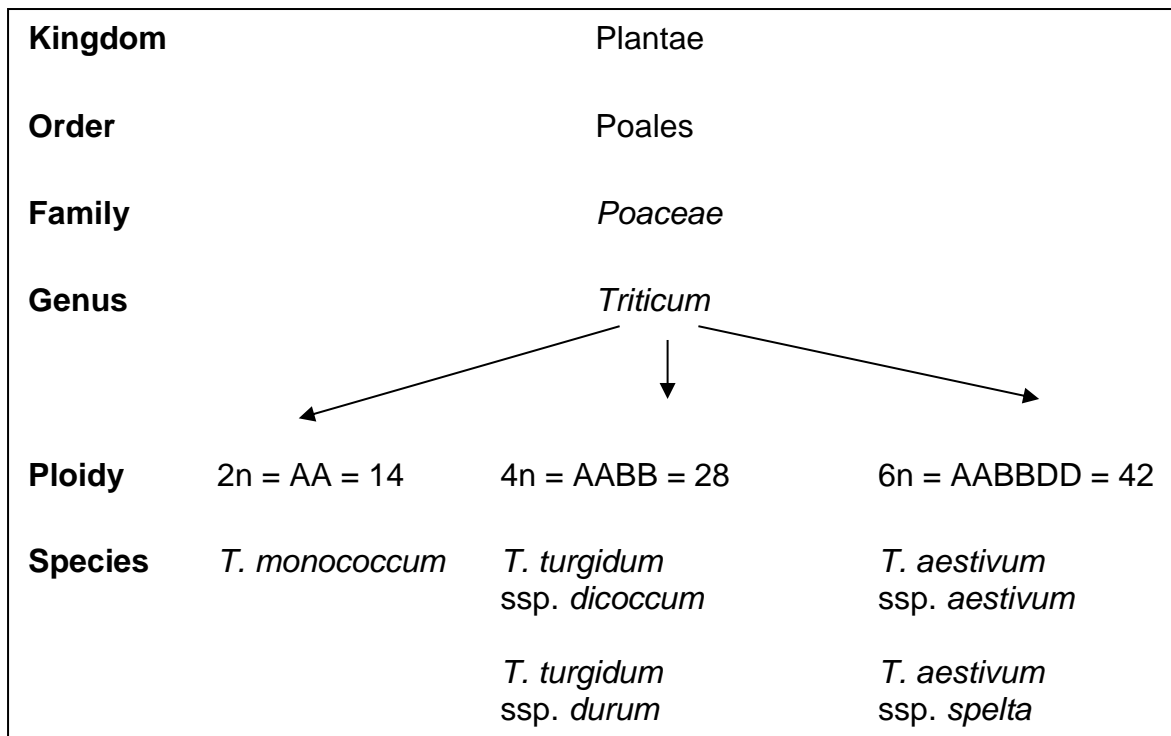 Kingdom Plantae
Order Poales
Family Poaceae
Genus Triticum
Ploidy 2n = AA = 14 4n = AABB = 28 6n = AABBDD = 42
Species T. monococcum T. turgidum T. aestivum
ssp. dicoccum ssp. aestivum
T. turgidum T. aestivum
ssp. durum ssp. spelta